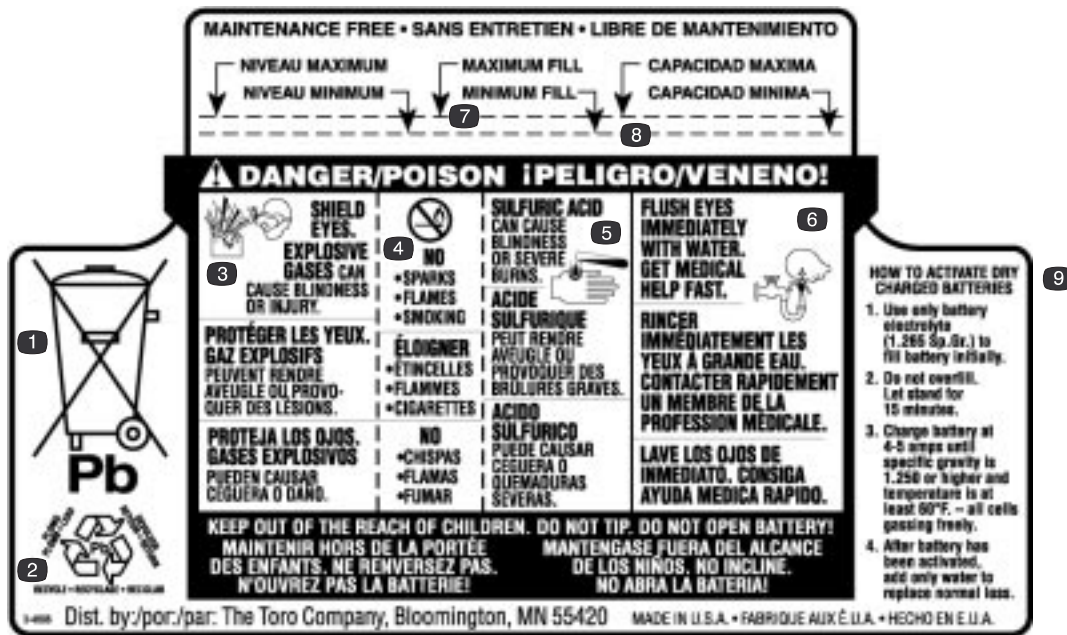 MAINTENANCE FREE • SANS ENTRETIEN • LIBRE DE MANTENIMIENTO
NIVEAU MAXIMUM
MAXIMUM FILL
CAPACIDAD MAXIMA
NIVEAU MINIMUM
MINIMUM FILL
CAPACIDAD MINIMA
7
8
DANGER/POISON ¡PELIGRO/VENENO!
3
SHIELD
EYES.
EXPLOSIVE
GASES CAN
CAUSE BLINDNESS
OR INJURY.
PROTÉGER LES YEUX.
GAZ EXPLOSIFS
PEUVENT RENDRE
AVEUGLE OU PROVO-
QUER DES LÉSIONS.
PROTEJA LOS OJOS.
GASES EXPLOSIVOS
PUEDEN CAUSAR
CEGUERA O DANO.
4
NO
•SPARKS
•FLAMES
•SMOKING
ÉLOIGNER
•ÉTINCELLES
•FLAMMES
•CIGARETTES
NO
•CHISPAS
•FLAMAS
•FUMAR
5
SULFURIC ACID
CAN CAUSE
BLINDNESS
OR SEVERE
BURNS.
ACIDE
SULFURIQUE
PEUT RENDRE
AVEUGLE OU
PROVOQUER DES
BRÛLURES GRAVES.
ACIDO
SULFURICO
PUEDE CAUSAR
CEGUERA O
QUEMADURAS
SEVERAS.
6
FLUSH EYES
IMMEDIATELY
WITH WATER.
GET MEDICAL
HELP FAST.
RINCER
IMMÉDIATEMENT LES
YEUX À GRANDE EAU.
CONTACTER RAPIDEMENT
UN MEMBRE DE LA
PROFESSION MÉDICALE.
LAVE LOS OJOS DE
INMEDIATO. CONSIGA
AYUDA MEDICA RAPIDO.
KEEP OUT OF THE REACH OF CHILDREN. DO NOT TIP. DO NOT OPEN BATTERY!
MAINTENIR HORS DE LA PORTÉE
DES ENFANTS, NE RENVERSEZ PAS.
N'OUVREZ PAS LA BATTERIE!
MANTENGASE FUERA DEL ALCANCE
DE LOS NIÑOS, NO INCLINE.
NO ABRA LA BATERIA!
1
Pb
2
RECYCLE • RECYCLAGE • RECICLAR
9
HOW TO ACTIVATE DRY
CHARGED BATTERIES
1. Use only battery
electrolyte
(1.265 Sp.Gr.) to
fill battery initially.
2. Do not overfill.
Let stand for
15 minutes.
3. Charge battery at
4-5 amps until
specific gravity is
1.250 or higher and
temperature is at
least 60°F. – all cells
gassing freely.
4. After battery has
been activated,
add only water to
replace normal loss.
Dist. by:/por:/par: The Toro Company, Bloomington, MN 55420
MADE IN U.S.A. • FABRIQUE AUX É.U.A. • HECHO EN E.U.A.